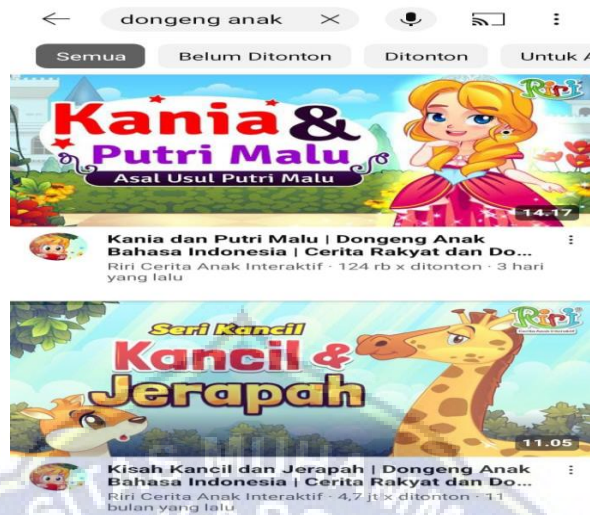 dongeng anak
Semua Belum Ditonton Ditonton Untuk A
Riri
Kania &
Putri Malu
Asal Usul Putri Malu
14.17
Kania dan Putri Malu | Dongeng Anak
Bahasa Indonesia | Cerita Rakyat dan Do...
Riri Cerita Anak Interaktif · 124 rb x ditonton · 3 hari
yang lalu
Riri
Seri Kancil
Kancil &
Jerapah
11.05
Kisah Kancil dan Jerapah | Dongeng Anak
Bahasa Indonesia | Cerita Rakyat dan Do...
Riri Cerita Anak Interaktif · 4,7 jt x ditonton · 11
bulan yang lalu